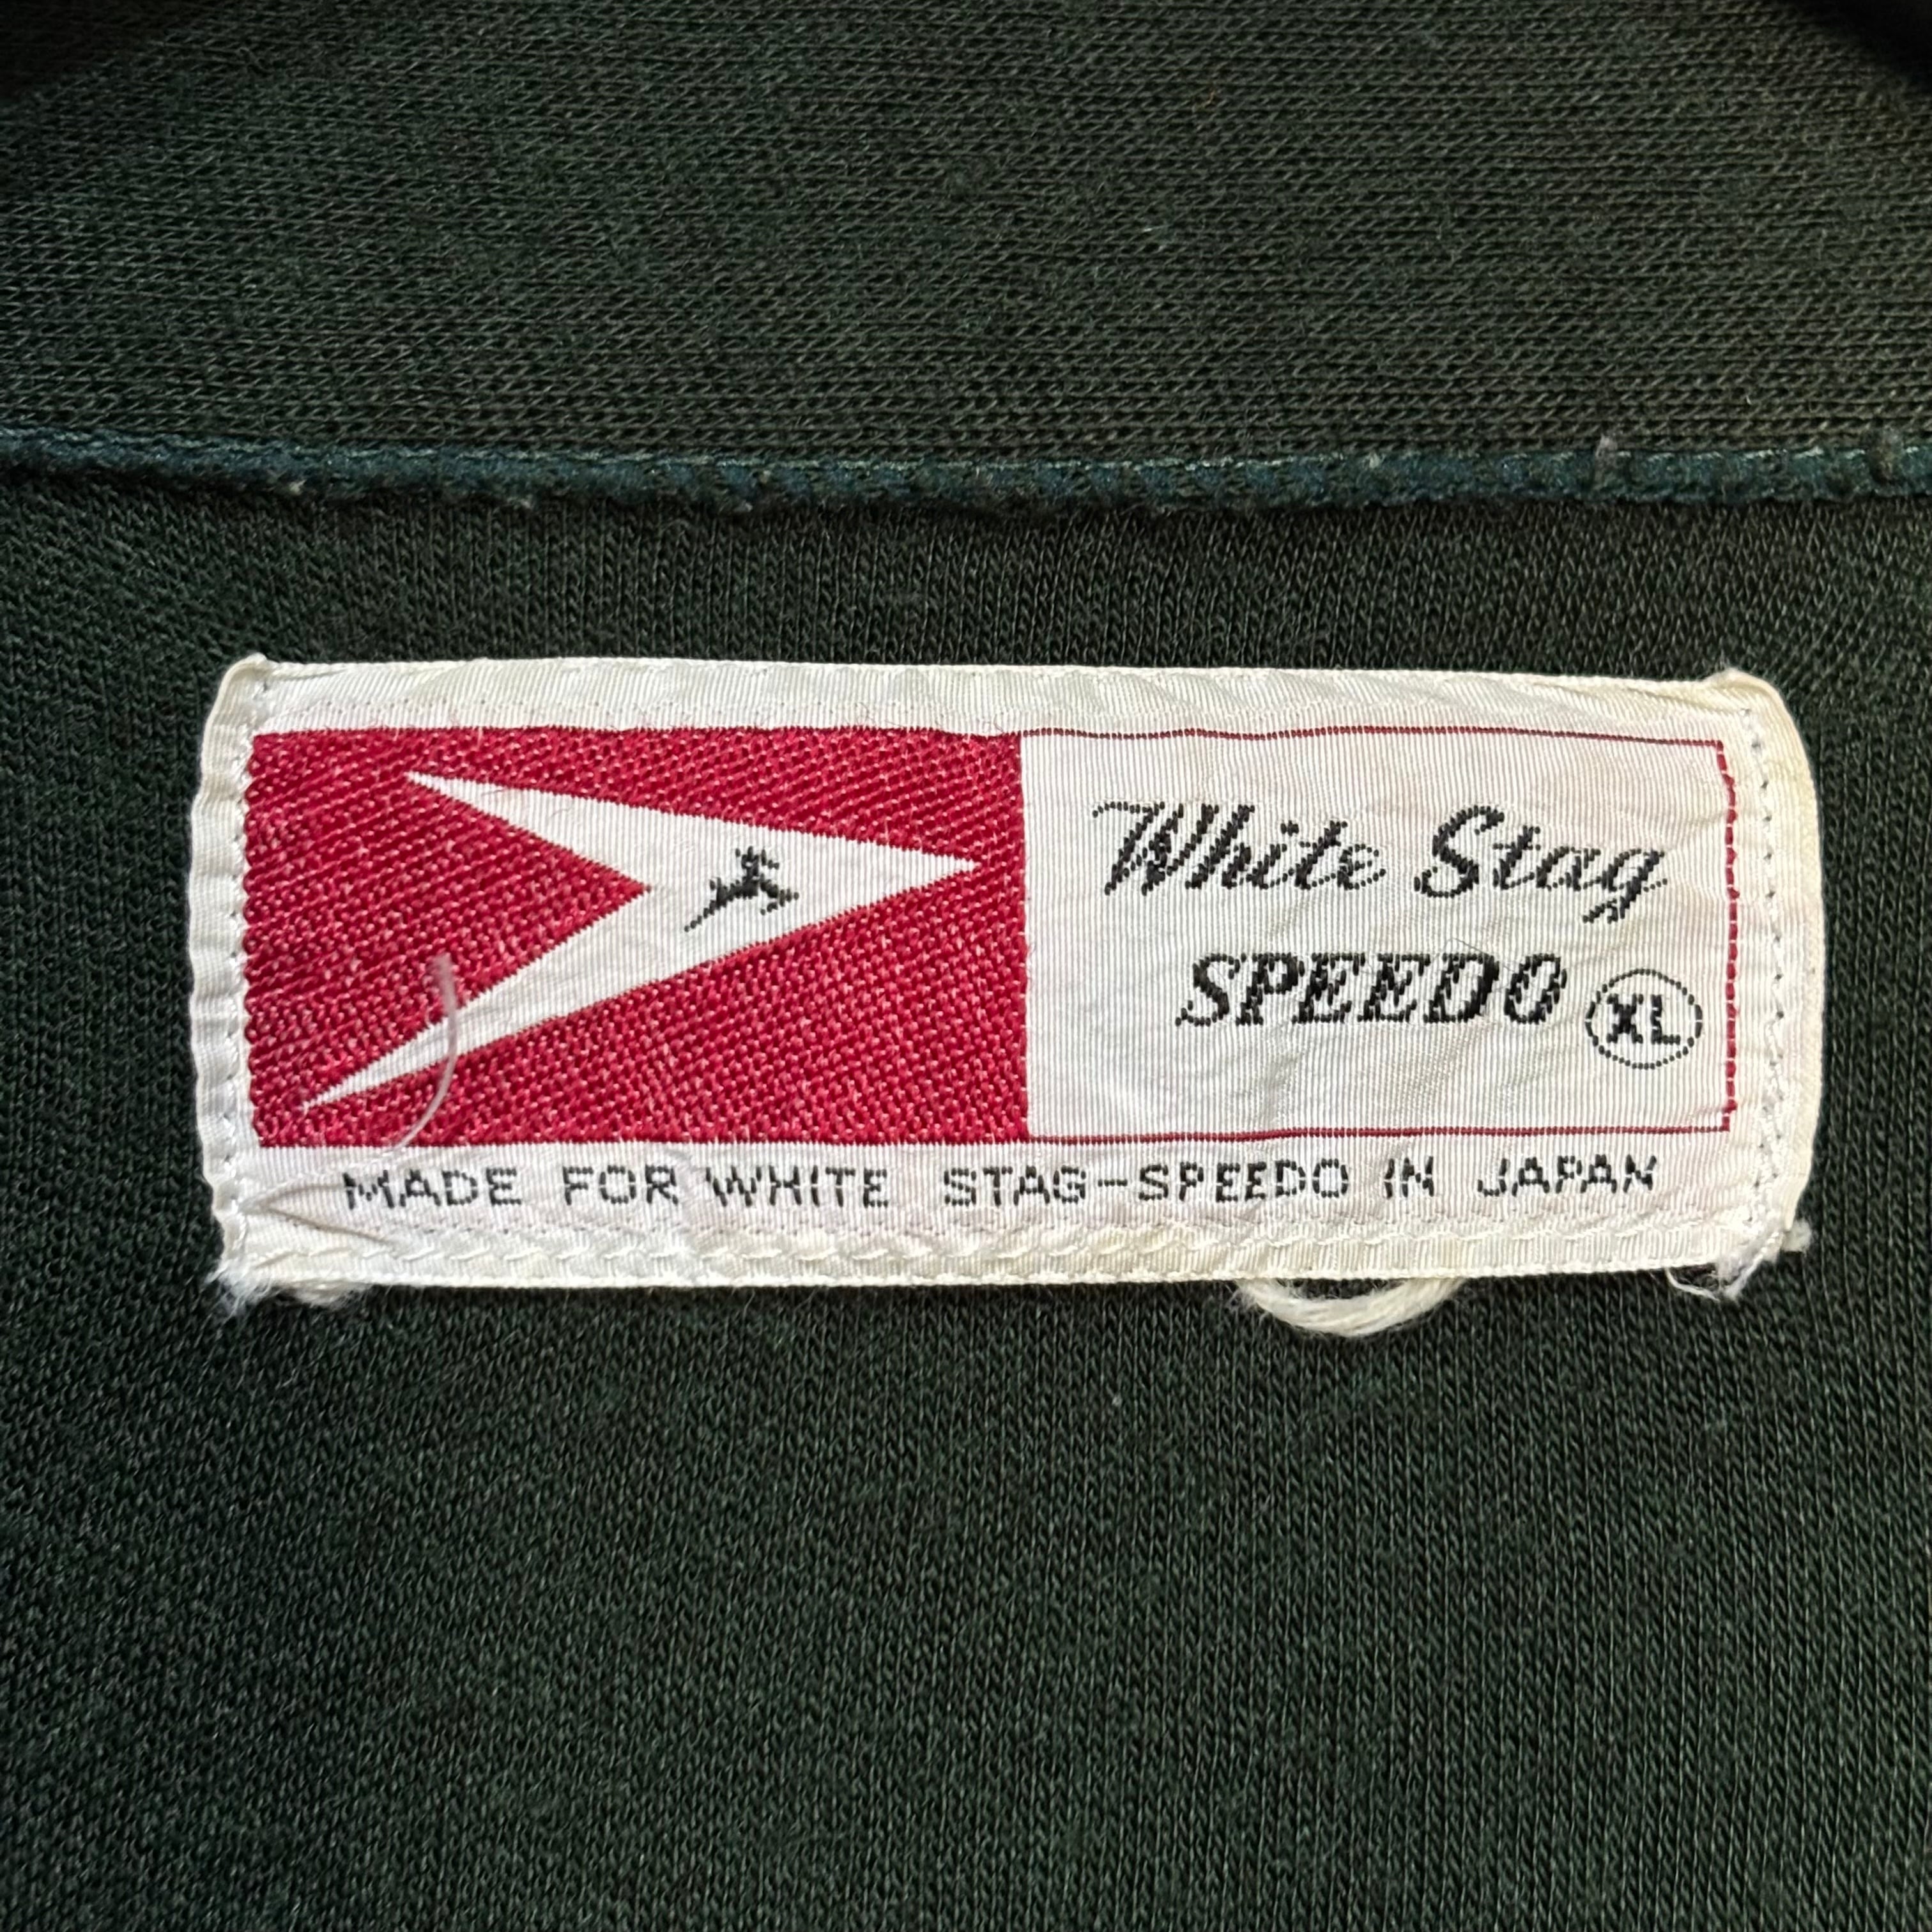 White Stag
SPEEDO XL
MADE FOR WHITE STAG-SPEEDO IN JAPAN